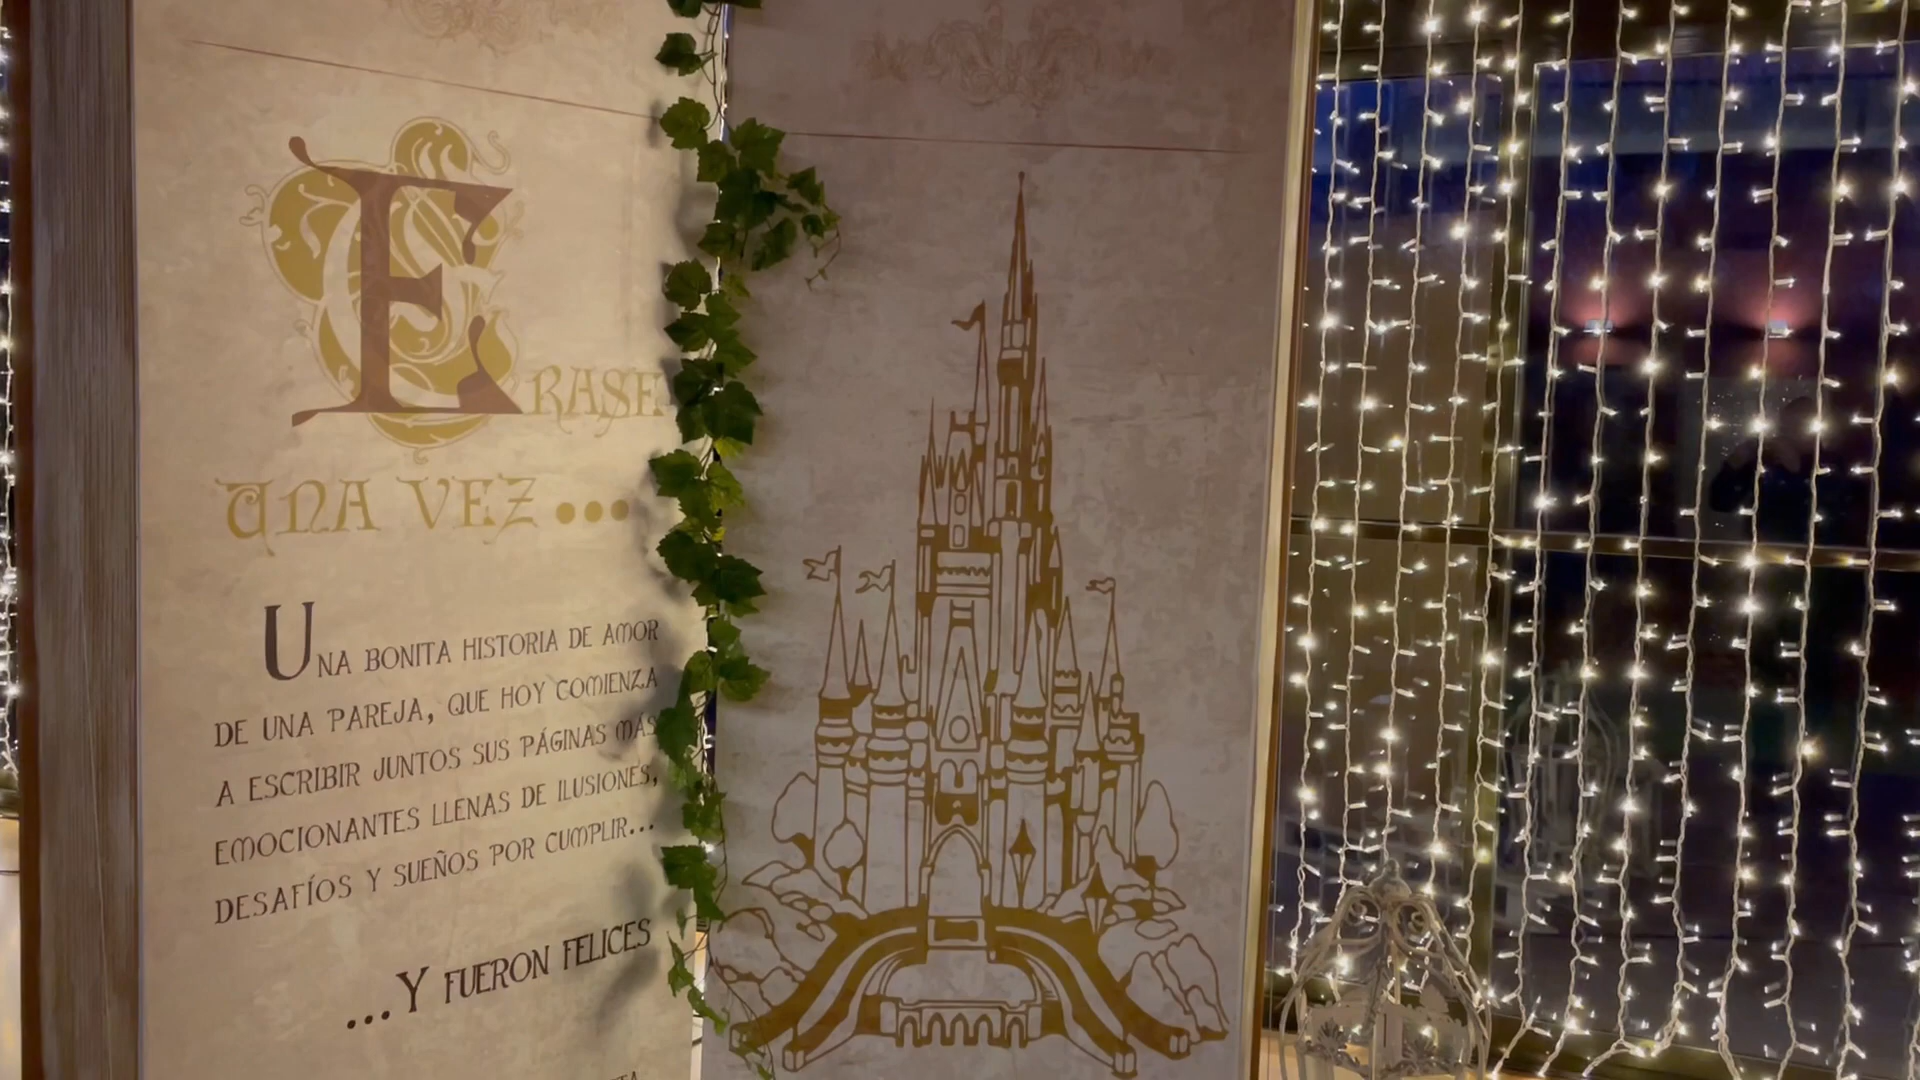 ERASE
UNA VEZ...
UNA BONITA HISTORIA DE AMOR
DE UNA PAREJA, QUE HOY COMIENZA
A ESCRIBIR JUNTOS SUS PÁGINAS MÁS
EMOCIONANTES LLENAS DE ILUSIONES,
DESAFÍOS Y SUEÑOS POR CUMPLIR...
...Y FUERON FELICES